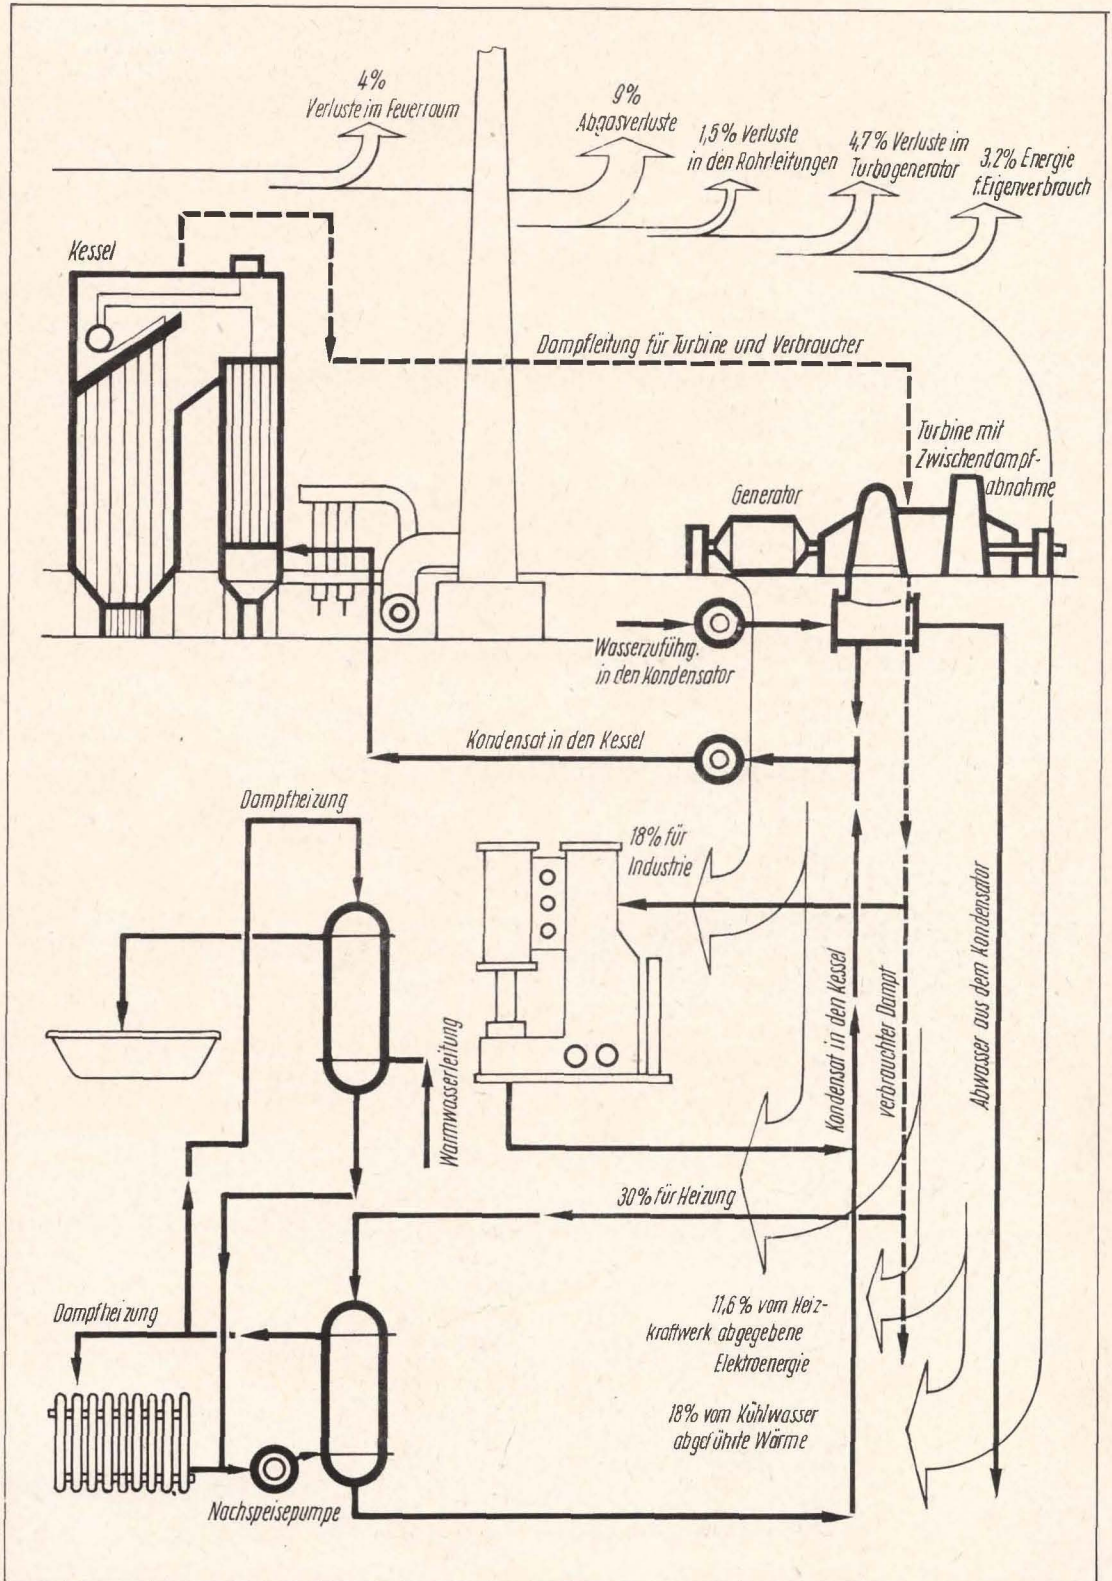 4%
Verluste im Feuerraum
9%
Abgasverluste
1,5% Verluste
in den Rohrleitungen
4,7% Verluste im
Turbogenerator
3,2% Energie
f. Eigenverbrauch
Kessel
Dampfleitung für Turbine und Verbraucher
Turbine mit
Zwischendampf-
abnahme
Generator
Wasserzuführg.
in den Kondensator
Kondensat in den Kessel
Dampfheizung
18% für
Industrie
Warmwasserleitung
Kondensat in den Kessel
verbrauchter Dampf
Abwasser aus dem Kondensator
30% für Heizung
Dampfheizung
11,6% vom Heiz-
kraftwerk abgegebene
Elektroenergie
18% vom Kühlwasser
abgeführte Wärme
Nachspeisepumpe